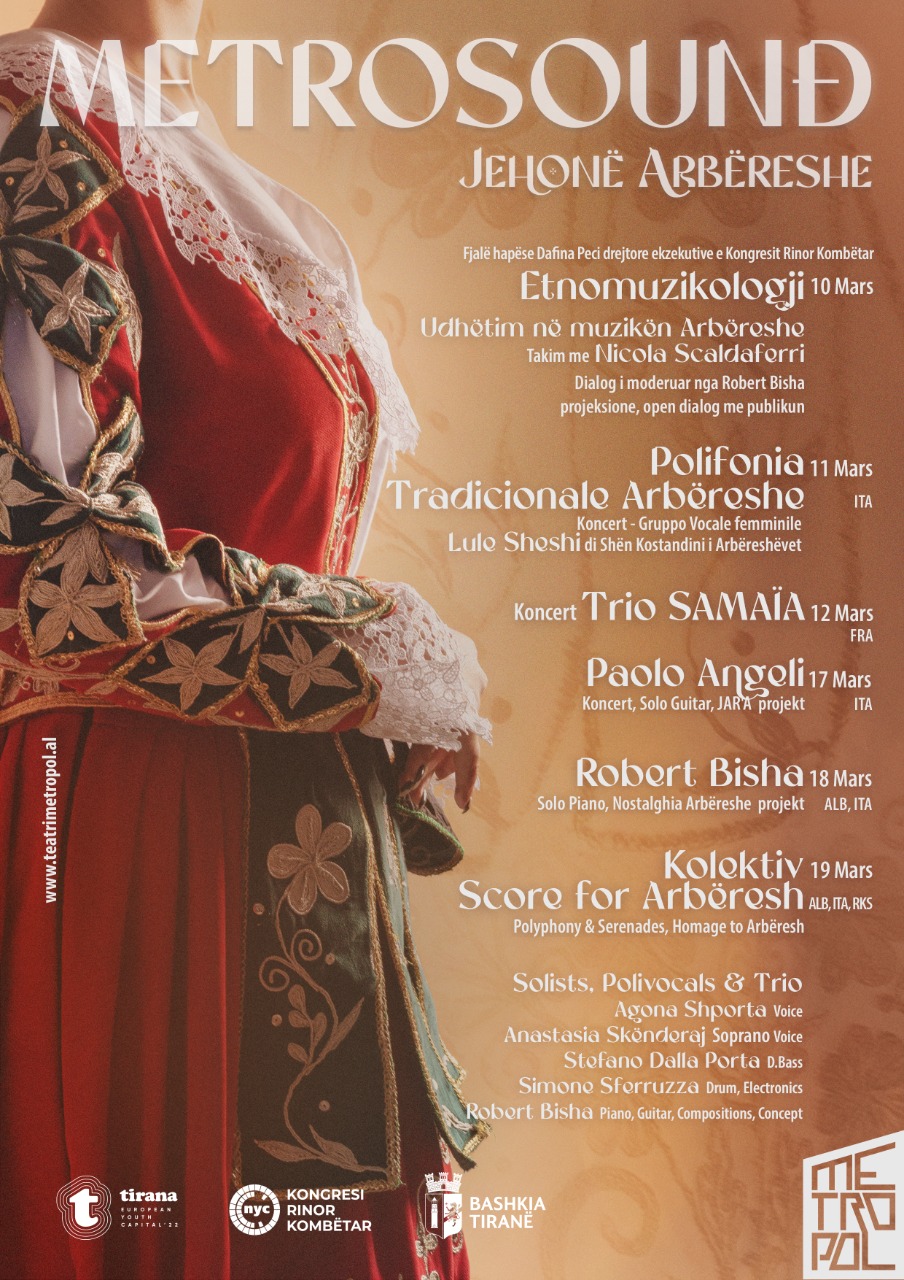 METROSOUNĐ
JEHONË ARBËRESHE
Fjalë hapëse Dafina Peci drejtore ekzekutive e Kongresit Rinor Kombëtar
Etnomuzikologji 10 Mars
Udhëtim në muzikën Arbëreshe
Takim me Nicola Scaldaferri
Dialog i moderuar nga Robert Bisha
projeksione, open dialog me publikun
Polifonia 11 Mars
Tradicionale Arbëreshe ITA
Koncert - Gruppo Vocale femminile
Lule Sheshi di Shën Kostandini i Arbëreshëvet
Koncert Trio SAMAÏA 12 Mars
FRA
Paolo Angeli 17 Mars
Koncert, Solo Guitar, JAR'A projekt ITA
Robert Bisha 18 Mars
Solo Piano, Nostalghia Arbëreshe projekt ALB, ITA
Kolektiv 19 Mars
Score for Arbëresh ALB, ITA, RKS
Polyphony & Serenades, Homage to Arbëresh
Solists, Polivocals & Trio
Agona Shporta Voice
Anastasia Skënderaj Soprano Voice
Stefano Dalla Porta D.Bass
Simone Sferruzza Drum, Electronics
Robert Bisha Piano, Guitar, Compositions, Concept
www.teatrimetropol.al
t
tirana
EUROPEAN
YOUTH
CAPITAL'22
nyc
KONGRESI
RINOR
KOMBËTAR
BASHKIA
TIRANË
ME
TRO
POL